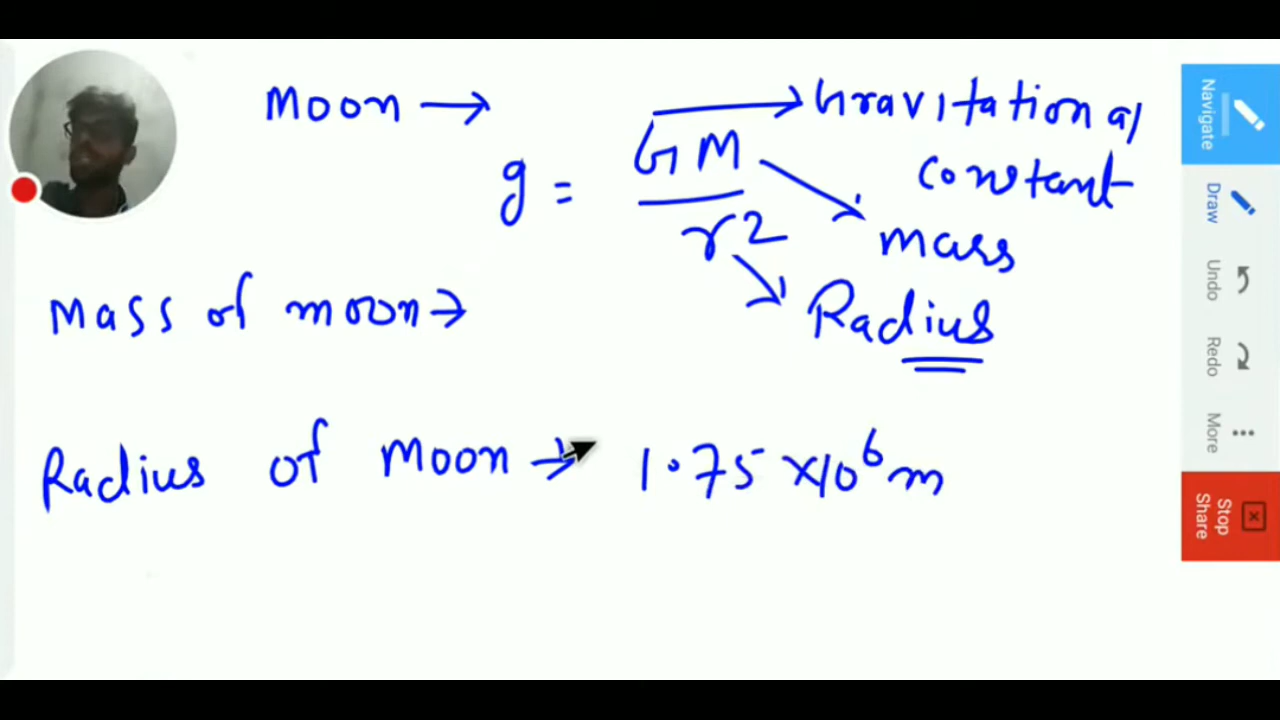 Moon → Gravitational
g = GM constant
r2 mass
Mass of moon → Radius
Radius of Moon → 1.75 x10⁶ m
Navigate
Draw
Undo
Redo
More
Stop
Share